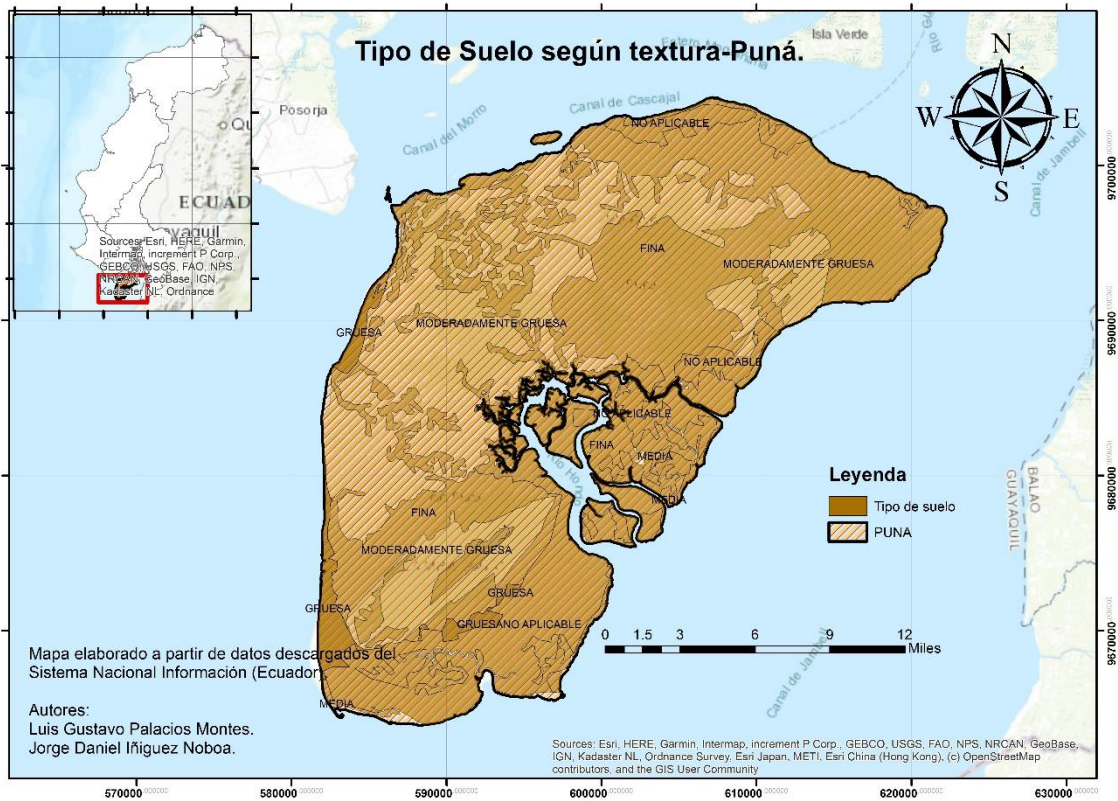 Tipo de Suelo según textura-Puná.
Isla Verde
Canal de Cascajal
Canal del Morro
Posorja
Canal de Jambelí
N
W
E
S
ECUAD
ayaquil
Sources: Esri, HERE, Garmin,
Intermap, increment P Corp.,
GEBCO, USGS, FAO, NPS,
NRCAN, GeoBase, IGN,
Kadaster NL, Ordnance
NO APLICABLE
FINA
MODERADAMENTE GRUESA
GRUESA
MODERADAMENTE GRUESA
NO APLICABLE
NO APLICABLE
FINA
MEDIA
MEDIA
FINA
MODERADAMENTE GRUESA
GRUESA
GRUESA
GRUESANO APLICABLE
MEDIA
Leyenda
Tipo de suelo
PUNA
BALAO
GUAYAQUIL
0 1.5 3 6 9 12
Miles
Canal de Jambelí
Mapa elaborado a partir de datos descargados del
Sistema Nacional Información (Ecuador)
Autores:
Luis Gustavo Palacios Montes.
Jorge Daniel Iñiguez Noboa.
Sources: Esri, HERE, Garmin, Intermap, increment P Corp., GEBCO, USGS, FAO, NPS, NRCAN, GeoBase,
IGN, Kadaster NL, Ordnance Survey, Esri Japan, METI, Esri China (Hong Kong), (c) OpenStreetMap
contributors, and the GIS User Community
9700000
9690000
9680000
9670000
570000 580000 590000 600000 610000 620000 630000